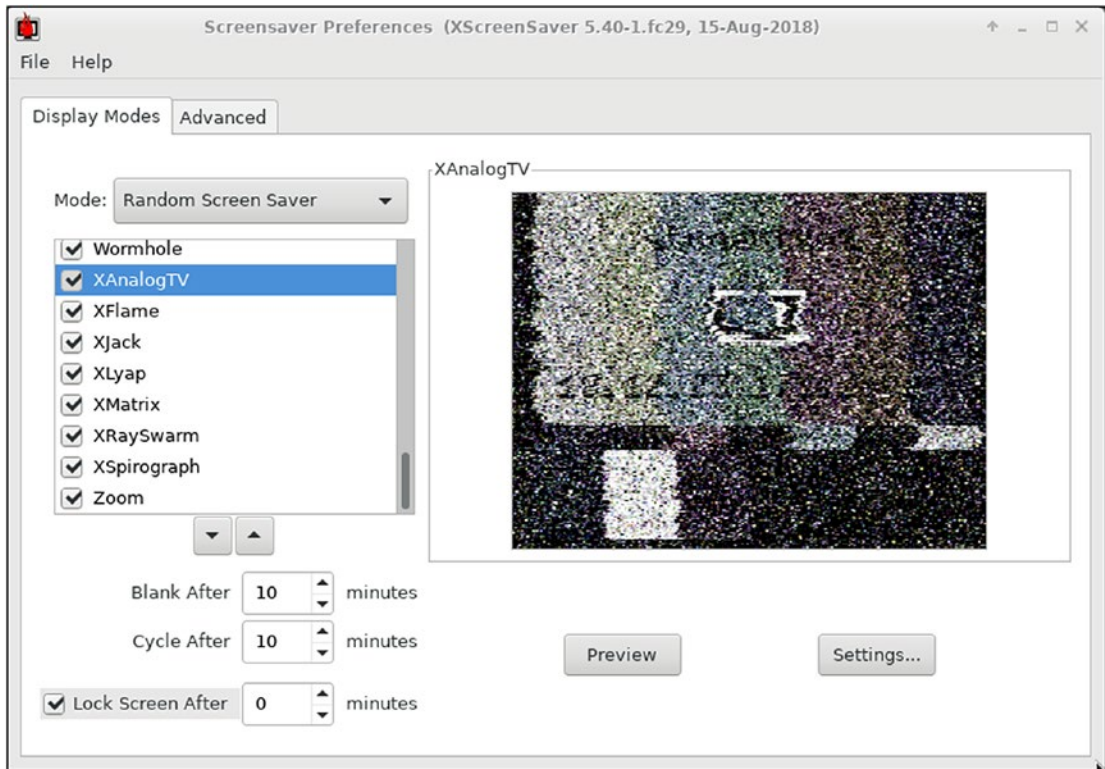 Screensaver Preferences (XScreenSaver 5.40-1.fc29, 15-Aug-2018)
File Help
Display Modes Advanced
Mode: Random Screen Saver
Wormhole
XAnalogTV
XFlame
XJack
XLyap
XMatrix
XRaySwarm
XSpirograph
Zoom
Blank After 10 minutes
Cycle After 10 minutes
Lock Screen After 0 minutes
XAnalogTV
Preview Settings...